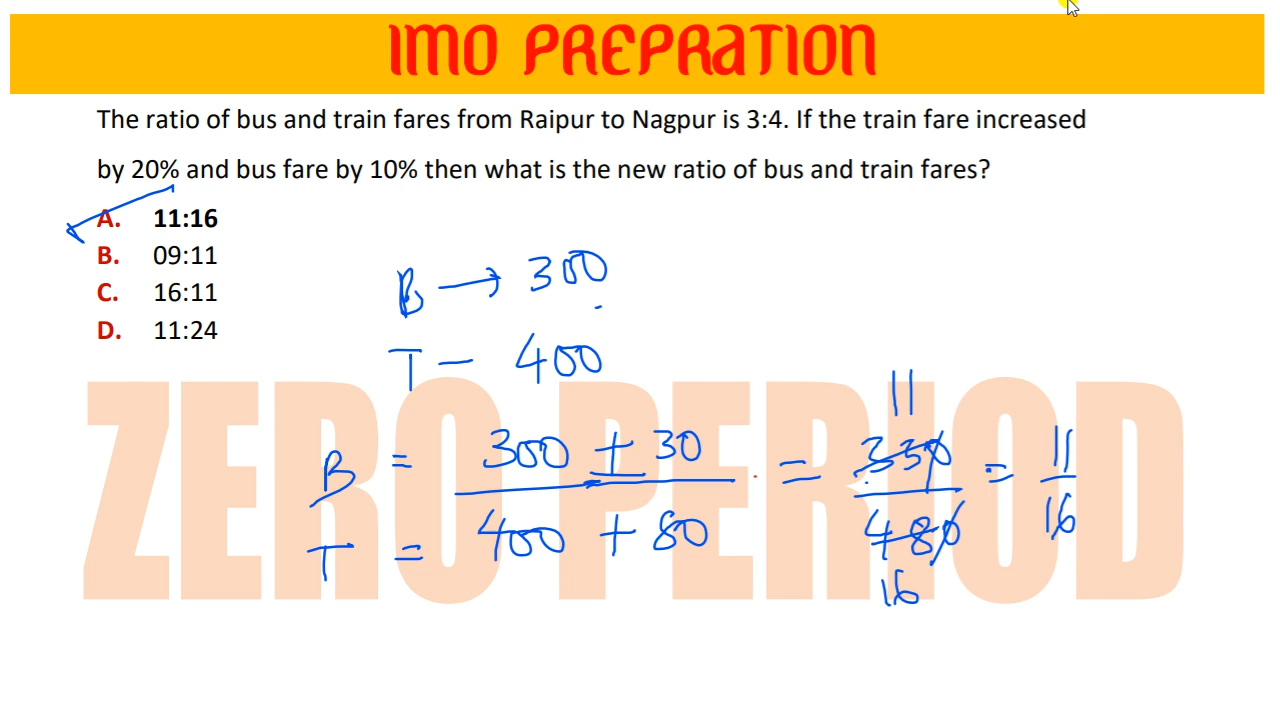 IMO PREPRATION
The ratio of bus and train fares from Raipur to Nagpur is 3:4. If the train fare increased
by 20% and bus fare by 10% then what is the new ratio of bus and train fares?
A. 11:16
B. 09:11
C. 16:11
D. 11:24
B → 300
T — 400
ZERO PERIOD
11
B = 300 + 30 = 330 = 11
T = 400 + 80 480 16
16